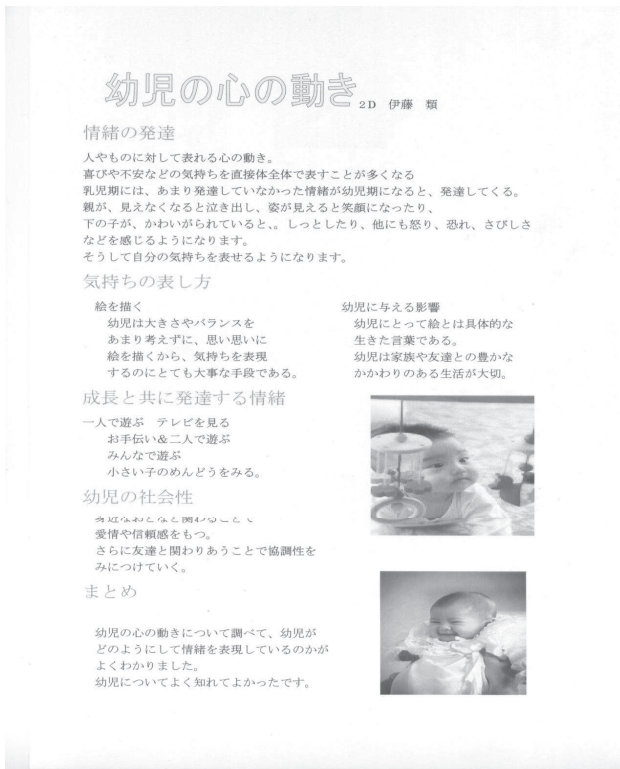 幼児の心の動き 2D 伊藤 類
情緒の発達
人やものに対して表れる心の動き。
喜びや不安などの気持ちを直接体全体で表すことが多くなる
乳児期には、あまり発達していなかった情緒が幼児期になると、発達してくる。
親が、見えなくなると泣き出し、姿が見えると笑顔になったり、
下の子が、かわいがられていると、。しっとしたり、他にも怒り、恐れ、さびしさ
などを感じるようになります。
そうして自分の気持ちを表せるようになります。
気持ちの表し方
絵を描く
幼児は大きさやバランスを
あまり考えずに、思い思いに
絵を描くから、気持ちを表現
するのにとても大事な手段である。
幼児に与える影響
幼児にとって絵とは具体的な
生きた言葉である。
幼児は家族や友達との豊かな
かかわりのある生活が大切。
成長と共に発達する情緒
一人で遊ぶ テレビを見る
お手伝い&二人で遊ぶ
みんなで遊ぶ
小さい子のめんどうをみる。
幼児の社会性
愛情や信頼感をもつ。
さらに友達と関わりあうことで協調性を
みにつけていく。
まとめ
幼児の心の動きについて調べて、幼児が
どのようにして情緒を表現しているのかが
よくわかりました。
幼児についてよく知れてよかったです。